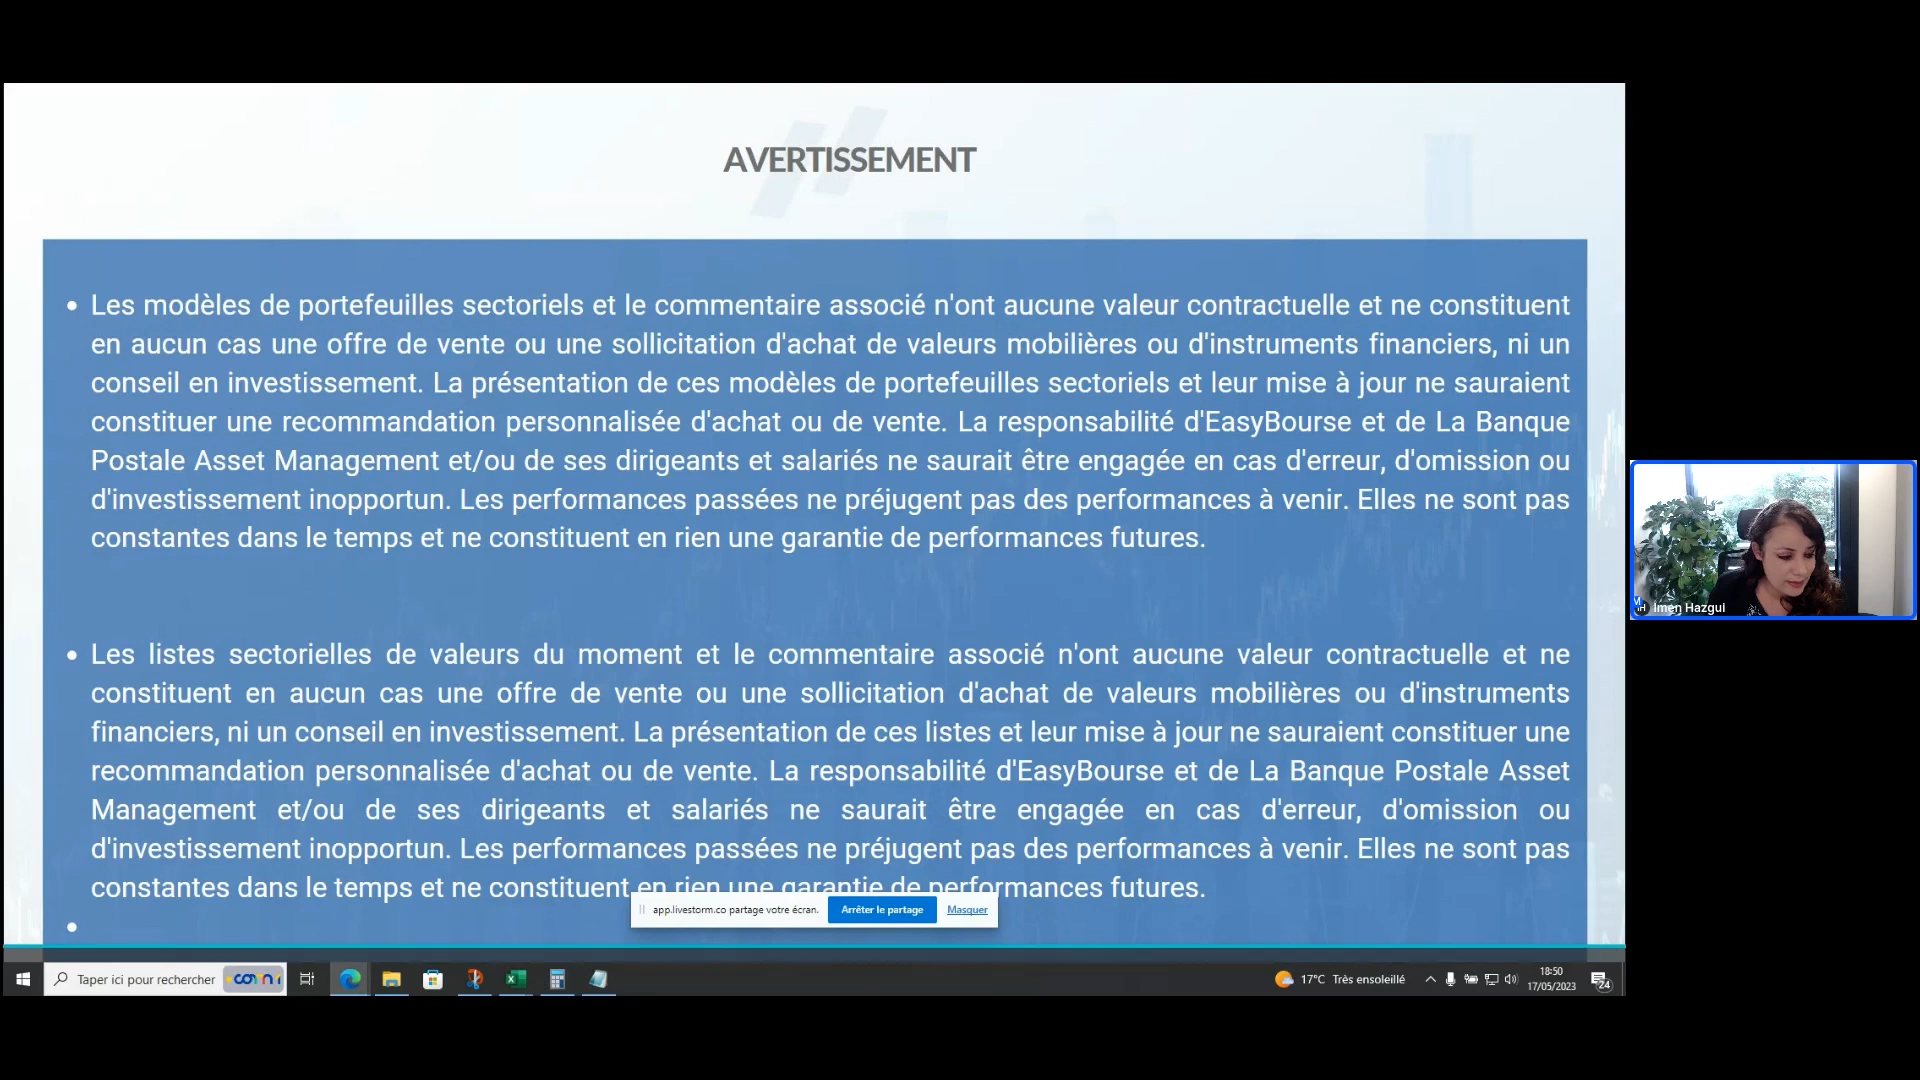 AVERTISSEMENT
• Les modèles de portefeuilles sectoriels et le commentaire associé n'ont aucune valeur contractuelle et ne constituent
en aucun cas une offre de vente ou une sollicitation d'achat de valeurs mobilières ou d'instruments financiers, ni un
conseil en investissement. La présentation de ces modèles de portefeuilles sectoriels et leur mise à jour ne sauraient
constituer une recommandation personnalisée d'achat ou de vente. La responsabilité d'EasyBourse et de La Banque
Postale Asset Management et/ou de ses dirigeants et salariés ne saurait être engagée en cas d'erreur, d'omission ou
d'investissement inopportun. Les performances passées ne préjugent pas des performances à venir. Elles ne sont pas
constantes dans le temps et ne constituent en rien une garantie de performances futures.
• Les listes sectorielles de valeurs du moment et le commentaire associé n'ont aucune valeur contractuelle et ne
constituent en aucun cas une offre de vente ou une sollicitation d'achat de valeurs mobilières ou d'instruments
financiers, ni un conseil en investissement. La présentation de ces listes et leur mise à jour ne sauraient constituer une
recommandation personnalisée d'achat ou de vente. La responsabilité d'EasyBourse et de La Banque Postale Asset
Management et/ou de ses dirigeants et salariés ne saurait être engagée en cas d'erreur, d'omission ou
d'investissement inopportun. Les performances passées ne préjugent pas des performances à venir. Elles ne sont pas
constantes dans le temps et ne constituent en rien une garantie de performances futures.
•
app.livestorm.co partage votre écran. Arrêter le partage Masquer
Imen Hazgui
Taper ici pour rechercher
17°C Très ensoleillé
18:50
17/05/2023
24